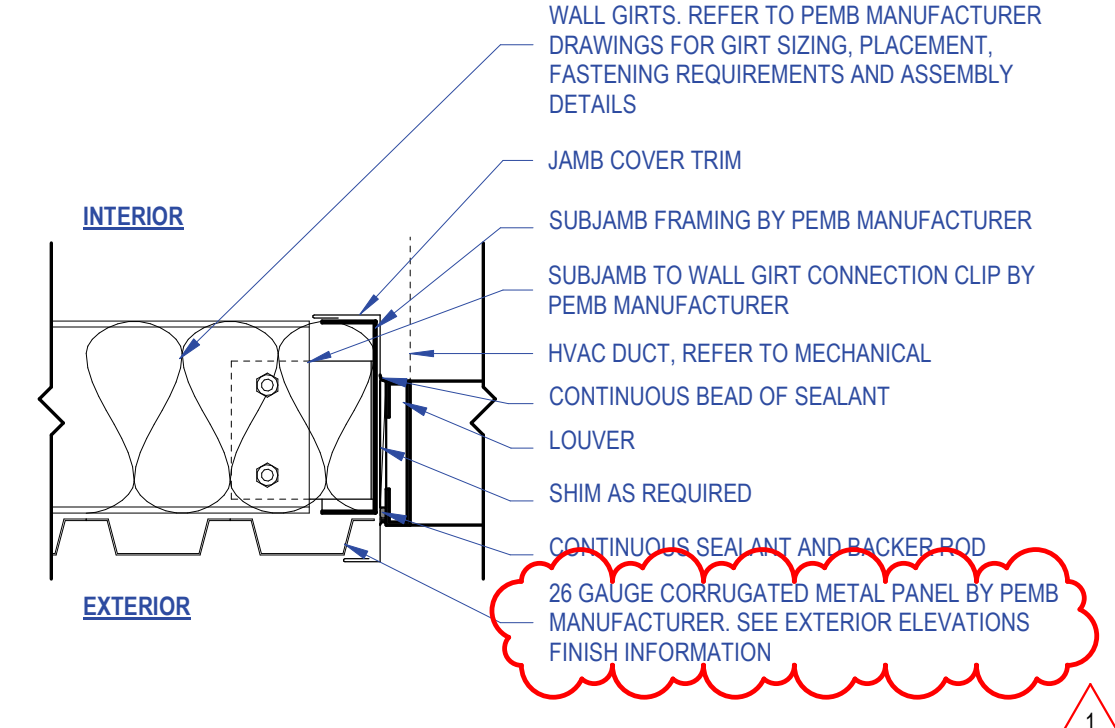 WALL GIRTS. REFER TO PEMB MANUFACTURER
DRAWINGS FOR GIRT SIZING, PLACEMENT,
FASTENING REQUIREMENTS AND ASSEMBLY
DETAILS
JAMB COVER TRIM
INTERIOR
SUBJAMB FRAMING BY PEMB MANUFACTURER
SUBJAMB TO WALL GIRT CONNECTION CLIP BY
PEMB MANUFACTURER
HVAC DUCT, REFER TO MECHANICAL
CONTINUOUS BEAD OF SEALANT
LOUVER
SHIM AS REQUIRED
CONTINUOUS SEALANT AND BACKER ROD
26 GAUGE CORRUGATED METAL PANEL BY PEMB
MANUFACTURER. SEE EXTERIOR ELEVATIONS
FINISH INFORMATION
EXTERIOR
1